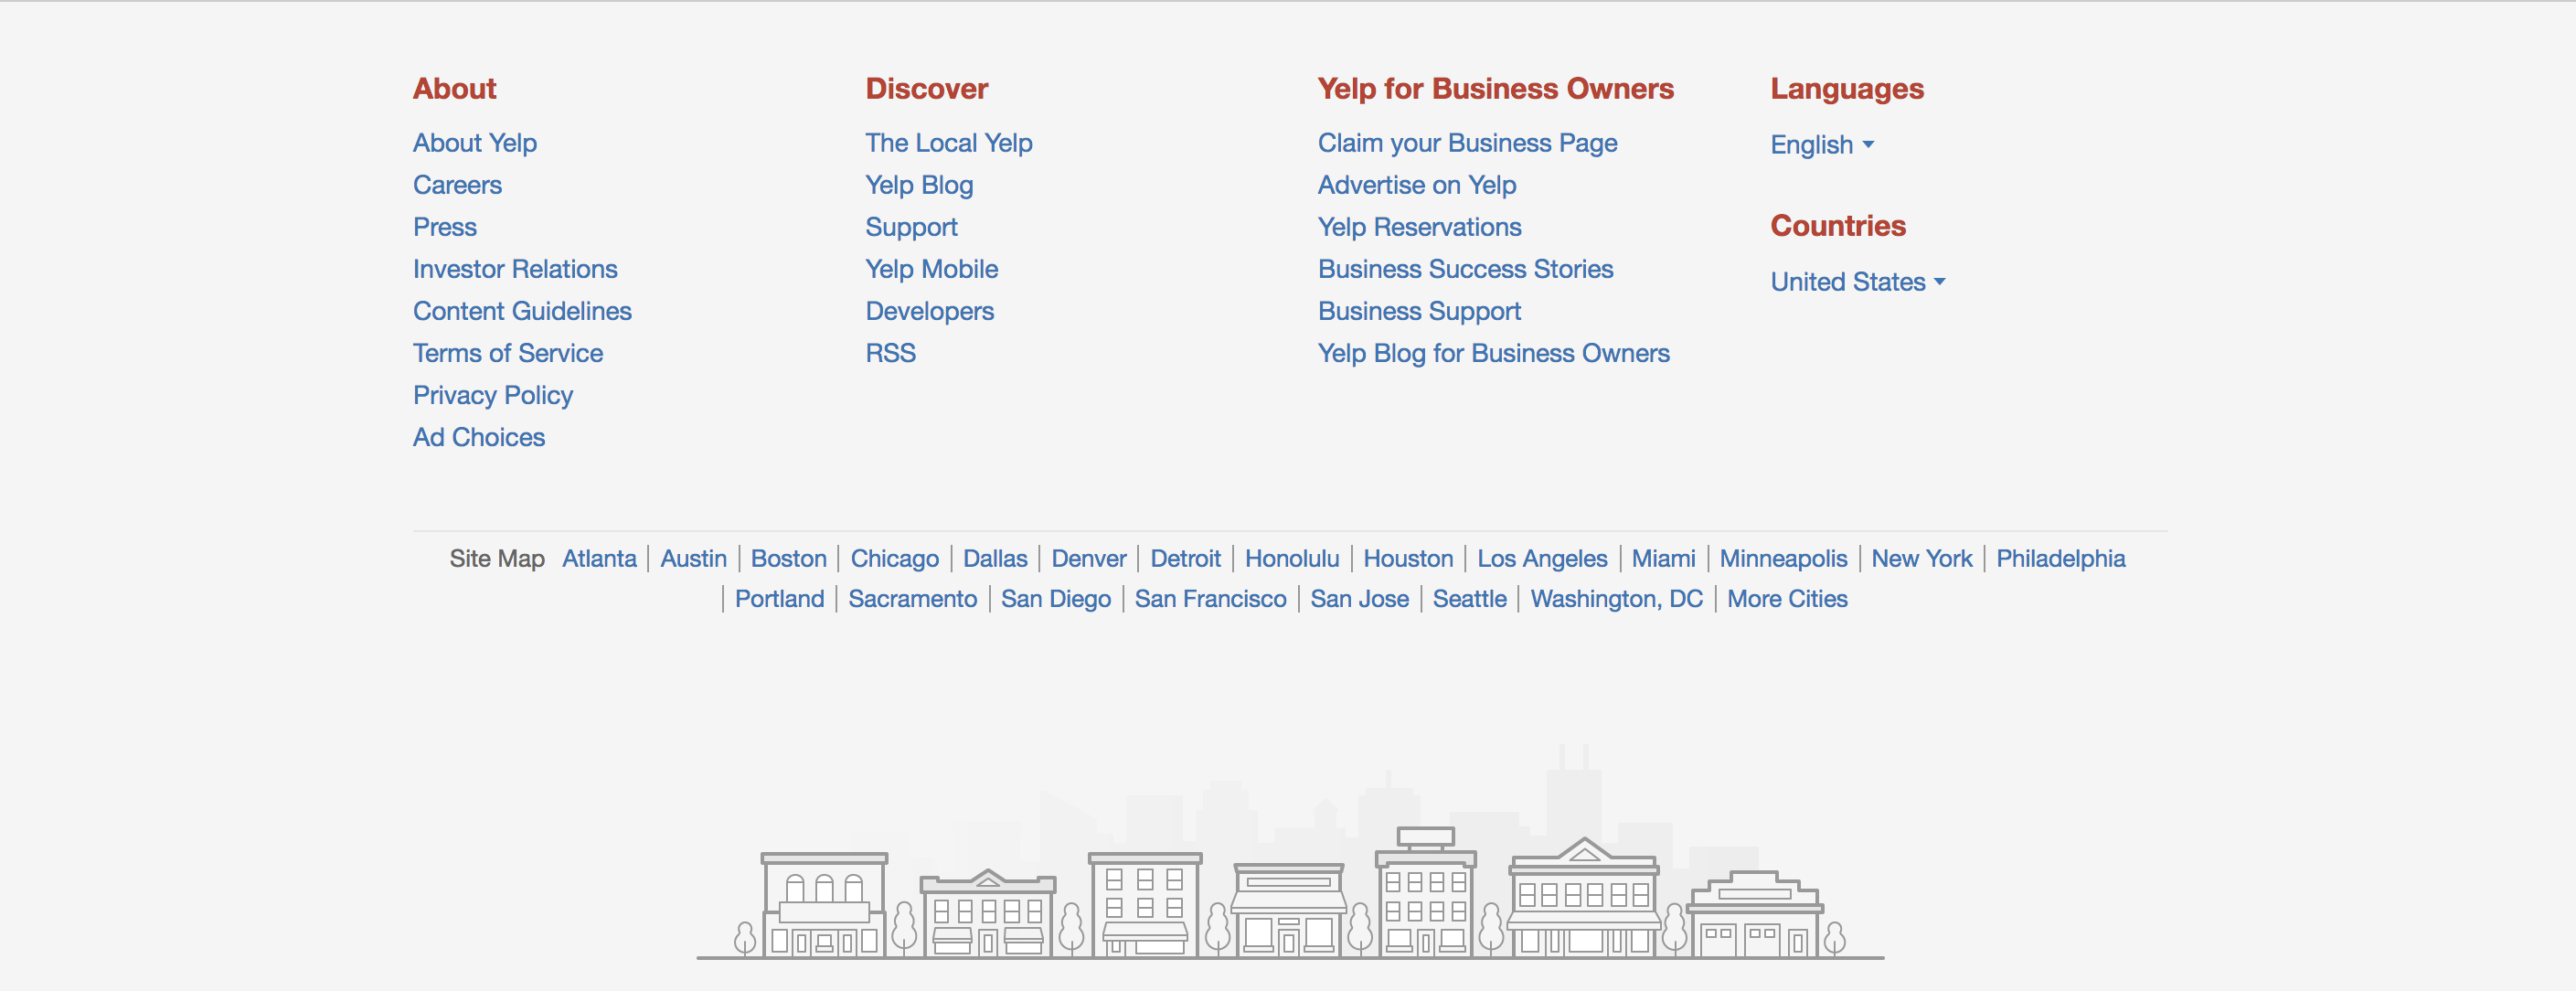 About
About Yelp
Careers
Press
Investor Relations
Content Guidelines
Terms of Service
Privacy Policy
Ad Choices
Discover
The Local Yelp
Yelp Blog
Support
Yelp Mobile
Developers
RSS
Yelp for Business Owners
Claim your Business Page
Advertise on Yelp
Yelp Reservations
Business Success Stories
Business Support
Yelp Blog for Business Owners
Languages
English
Countries
United States
Site Map Atlanta | Austin | Boston | Chicago | Dallas | Denver | Detroit | Honolulu | Houston | Los Angeles | Miami | Minneapolis | New York | Philadelphia
| Portland | Sacramento | San Diego | San Francisco | San Jose | Seattle | Washington, DC | More Cities